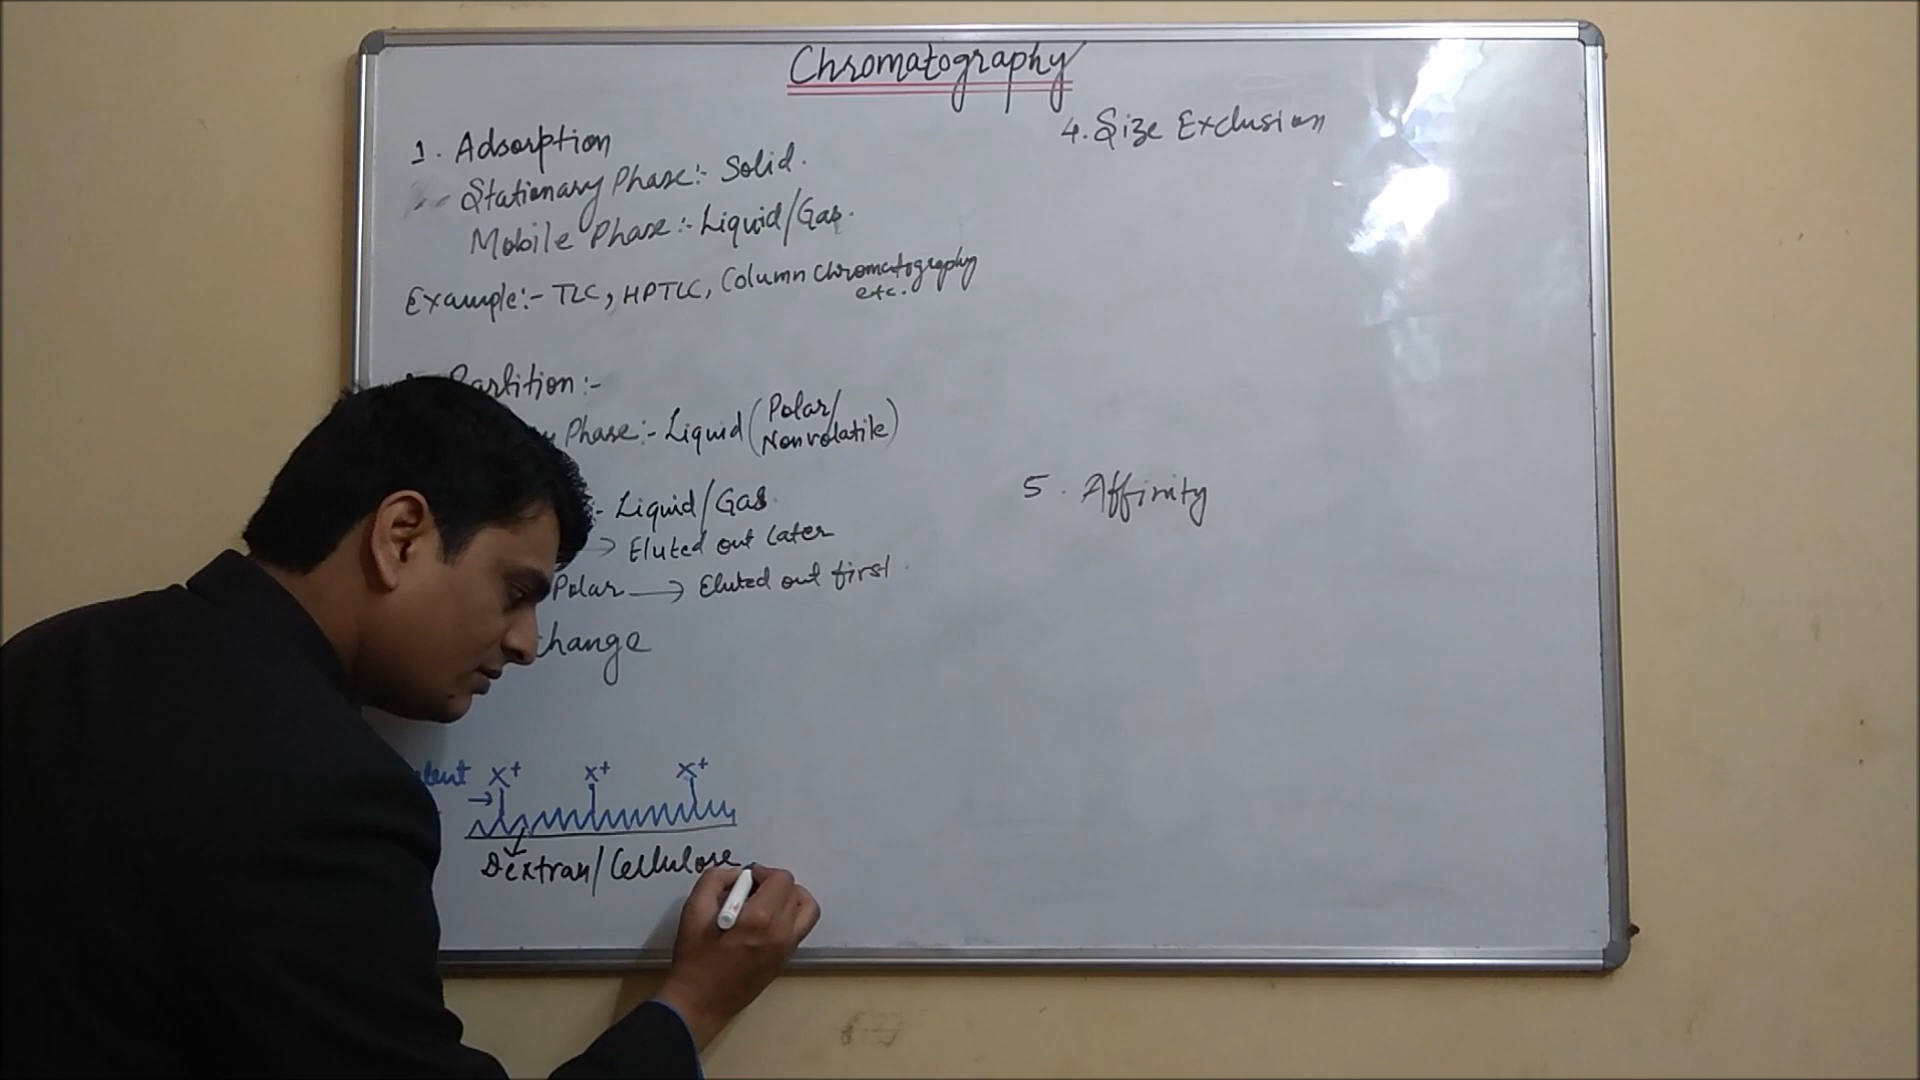 Chromatography
1. Adsorption
Stationary Phase:- Solid.
Mobile Phase:- Liquid/Gas.
Example:- TLC, HPTLC, Column Chromatography
etc.
Partition:-
Phase:- Liquid (Polar/
Nonvolatile)
:- Liquid/Gas.
→ Eluted out later
Polar → Eluted out first.
change
X+ X+ X+
→
Dextran/Cellulose
4. Size Exclusion
5. Affinity